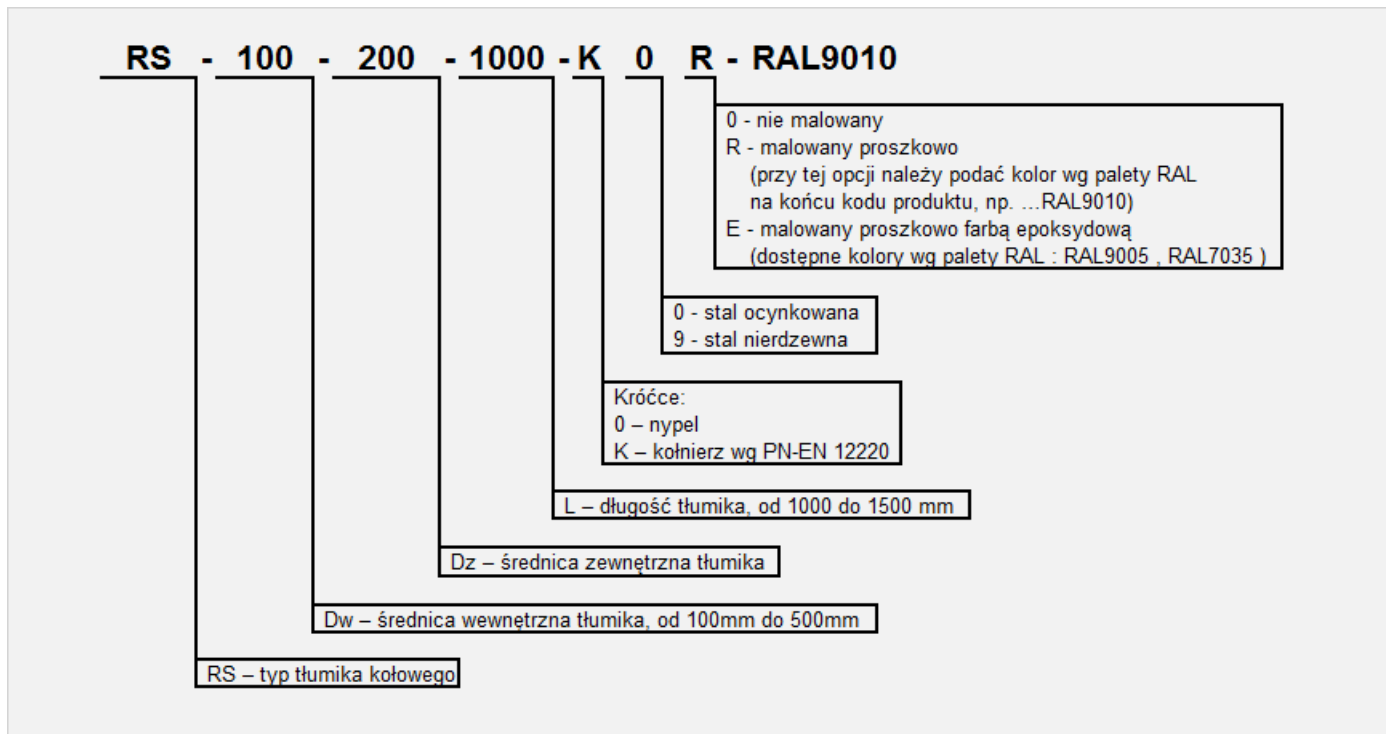 RS - 100 - 200 - 1000 - K 0 R - RAL9010
0 - nie malowany
R - malowany proszkowo
(przy tej opcji należy podać kolor wg palety RAL
na końcu kodu produktu, np. ...RAL9010)
E - malowany proszkowo farbą epoksydową
(dostępne kolory wg palety RAL : RAL9005 , RAL7035 )
0 - stal ocynkowana
9 - stal nierdzewna
Króćce:
0 – nypel
K – kołnierz wg PN-EN 12220
L – długość tłumika, od 1000 do 1500 mm
Dz – średnica zewnętrzna tłumika
Dw – średnica wewnętrzna tłumika, od 100mm do 500mm
RS – typ tłumika kołowego